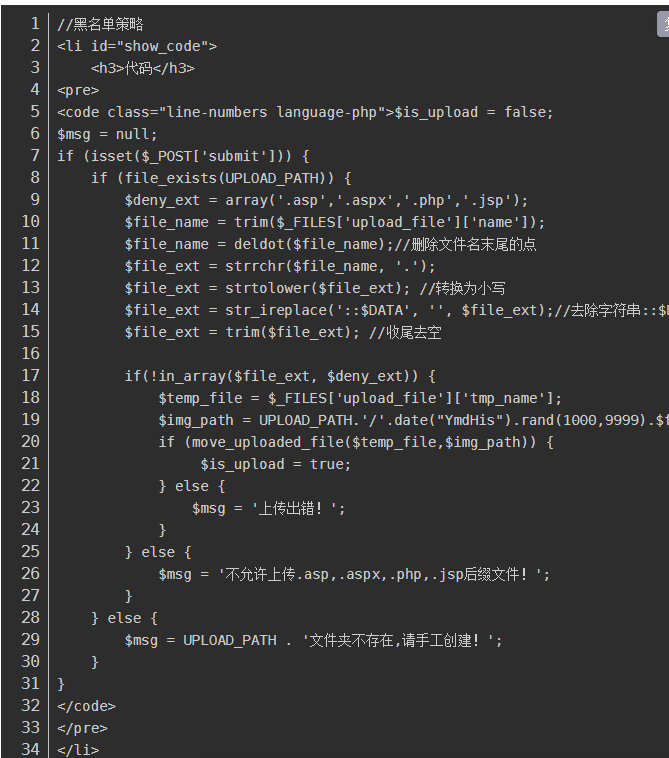 1 //黑名单策略
2 <li id="show_code">
3     <h3>代码</h3>
4 <pre>
5 <code class="line-numbers language-php">$is_upload = false;
6 $msg = null;
7 if (isset($_POST['submit'])) {
8     if (file_exists(UPLOAD_PATH)) {
9         $deny_ext = array('.asp','.aspx','.php','.jsp');
10         $file_name = trim($_FILES['upload_file']['name']);
11         $file_name = deldot($file_name);//删除文件名末尾的点
12         $file_ext = strrchr($file_name, '.');
13         $file_ext = strtolower($file_ext); //转换为小写
14         $file_ext = str_ireplace('::$DATA', '', $file_ext);//去除字符串::$
15         $file_ext = trim($file_ext); //收尾去空
16
17         if(!in_array($file_ext, $deny_ext)) {
18             $temp_file = $_FILES['upload_file']['tmp_name'];
19             $img_path = UPLOAD_PATH.'/'.date("YmdHis").rand(1000,9999).$f
20             if (move_uploaded_file($temp_file,$img_path)) {
21                  $is_upload = true;
22             } else {
23                 $msg = '上传出错！';
24             }
25         } else {
26             $msg = '不允许上传.asp,.aspx,.php,.jsp后缀文件！';
27         }
28     } else {
29         $msg = UPLOAD_PATH . '文件夹不存在,请手工创建！';
30     }
31 }
32 </code>
33 </pre>
34 </li>